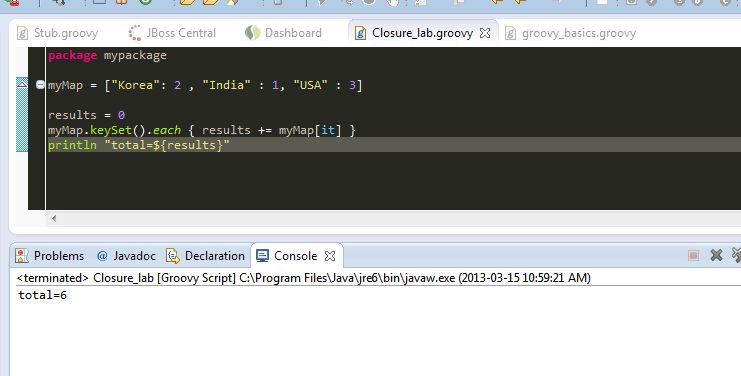 Stub.groovy JBoss Central Dashboard Closure_lab.groovy groovy_basics.groovy
package mypackage
myMap = ["Korea": 2 , "India" : 1, "USA" : 3]
results = 0
myMap.keySet().each { results += myMap[it] }
println "total=${results}"
Problems @ Javadoc Declaration Console
<terminated> Closure_lab [Groovy Script] C:\Program Files\Java\jre6\bin\javaw.exe (2013-03-15 10:59:21 AM)
total=6